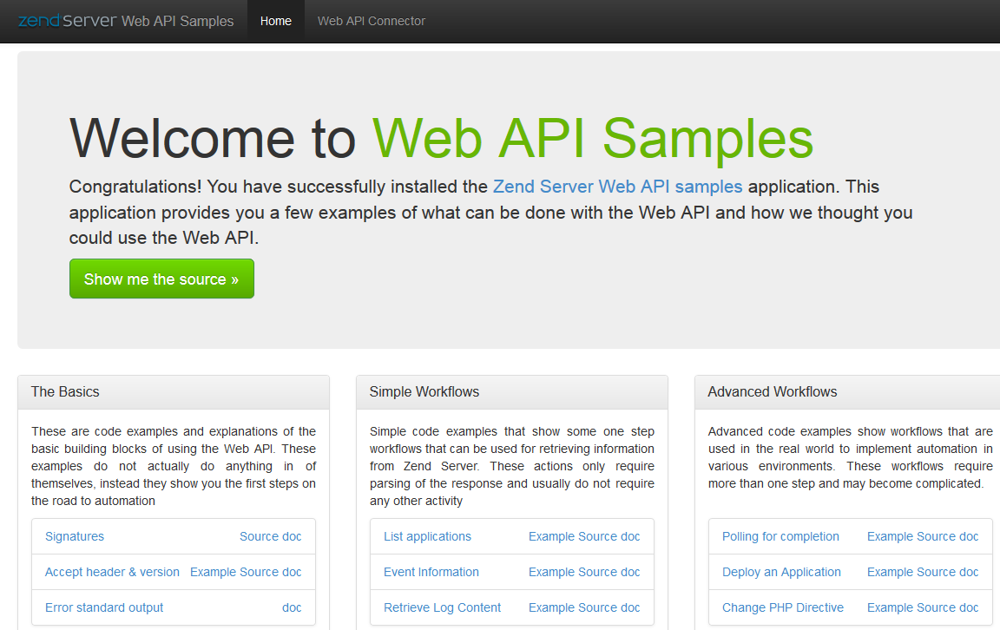 zendserver Web API Samples Home Web API Connector
Welcome to Web API Samples
Congratulations! You have successfully installed the Zend Server Web API samples application. This
application provides you a few examples of what can be done with the Web API and how we thought you
could use the Web API.
Show me the source »
The Basics
These are code examples and explanations of the
basic building blocks of using the Web API. These
examples do not actually do anything in of
themselves, instead they show you the first steps on
the road to automation
Signatures Source doc
Accept header & version Example Source doc
Error standard output doc
Simple Workflows
Simple code examples that show some one step
workflows that can be used for retrieving information
from Zend Server. These actions only require
parsing of the response and usually do not require
any other activity
List applications Example Source doc
Event Information Example Source doc
Retrieve Log Content Example Source doc
Advanced Workflows
Advanced code examples show workflows that are
used in the real world to implement automation in
various environments. These workflows require
more than one step and may become complicated.
Polling for completion Example Source doc
Deploy an Application Example Source doc
Change PHP Directive Example Source doc